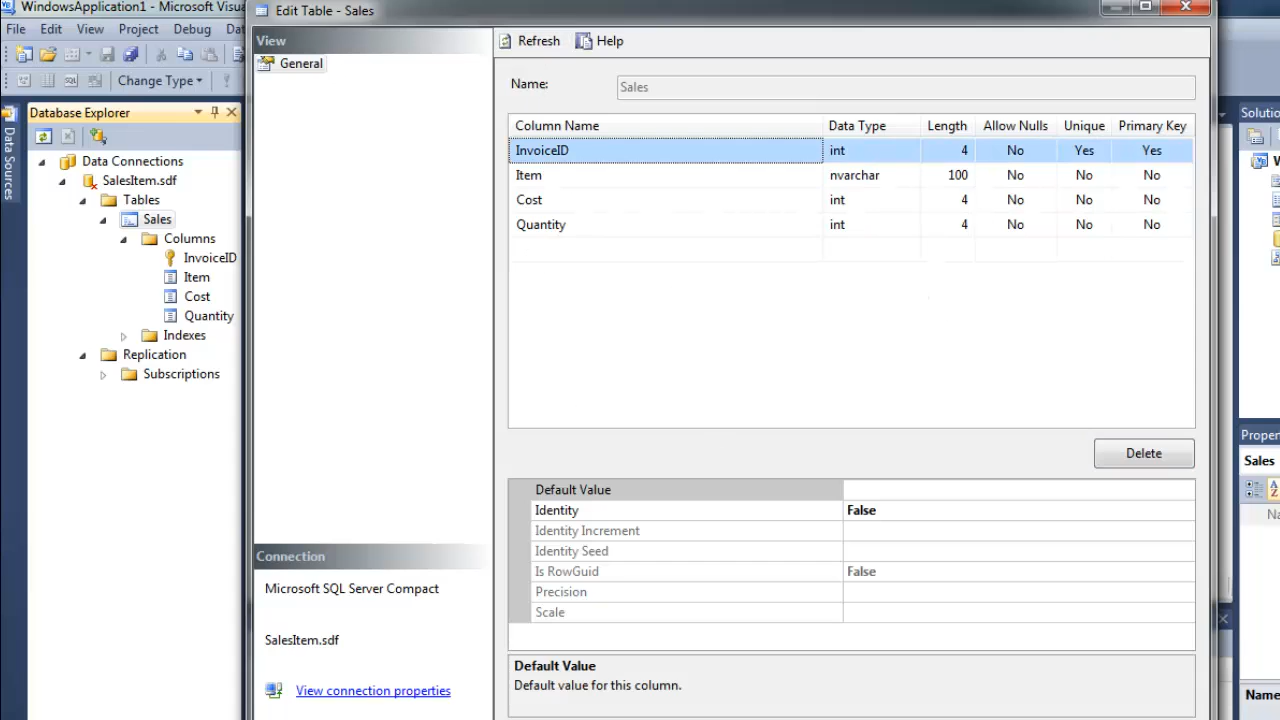 WindowsApplication1 - Microsoft Visua
File Edit View Project Debug Dat
Change Type
Database Explorer
Data Sources
Data Connections
SalesItem.sdf
Tables
Sales
Columns
InvoiceID
Item
Cost
Quantity
Indexes
Replication
Subscriptions
Edit Table - Sales
View
General
Connection
Microsoft SQL Server Compact
SalesItem.sdf
View connection properties
Refresh Help
Name: Sales
Column Name Data Type Length Allow Nulls Unique Primary Key
InvoiceID int 4 No Yes Yes
Item nvarchar 100 No No No
Cost int 4 No No No
Quantity int 4 No No No
Delete
Default Value
Identity False
Identity Increment
Identity Seed
Is RowGuid False
Precision
Scale
Default Value
Default value for this column.
Solutio
W
Proper
Sales
Na
Name